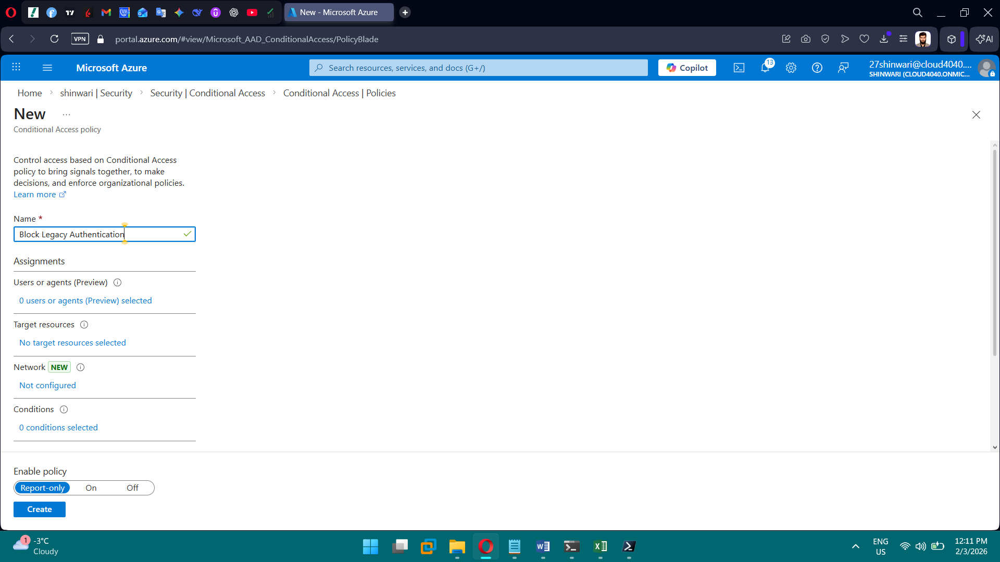 New - Microsoft Azure
VPN
portal.azure.com/#view/Microsoft_AAD_ConditionalAccess/PolicyBlade
AI
Microsoft Azure
Search resources, services, and docs (G+/)
Copilot
13
27shinwari@cloud4040....
SHINWARI (CLOUD4040.ONMIC...
Home > shinwari | Security > Security | Conditional Access > Conditional Access | Policies
New ...
Conditional Access policy
Control access based on Conditional Access
policy to bring signals together, to make
decisions, and enforce organizational policies.
Learn more
Name *
Block Legacy Authentication
Assignments
Users or agents (Preview)
0 users or agents (Preview) selected
Target resources
No target resources selected
Network NEW
Not configured
Conditions
0 conditions selected
Enable policy
Report-only On Off
Create
1
-3°C
Cloudy
ENG
US
12:11 PM
2/3/2026